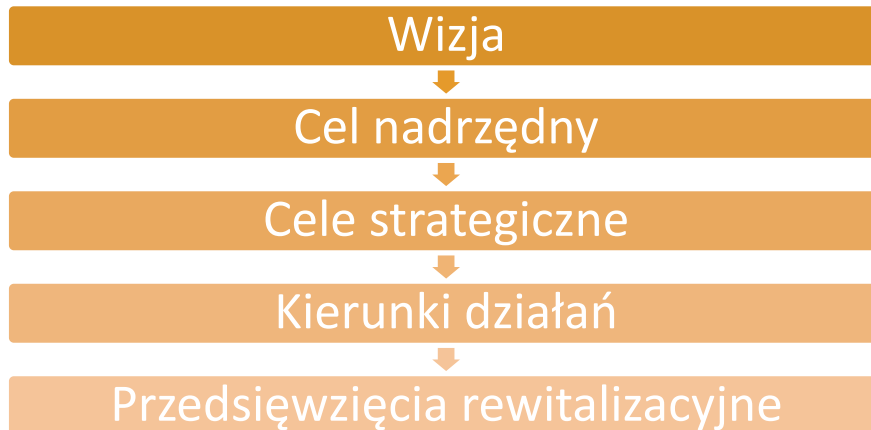 Wizja
Cel nadrzędny
Cele strategiczne
Kierunki działań
Przedsięwzięcia rewitalizacyjne